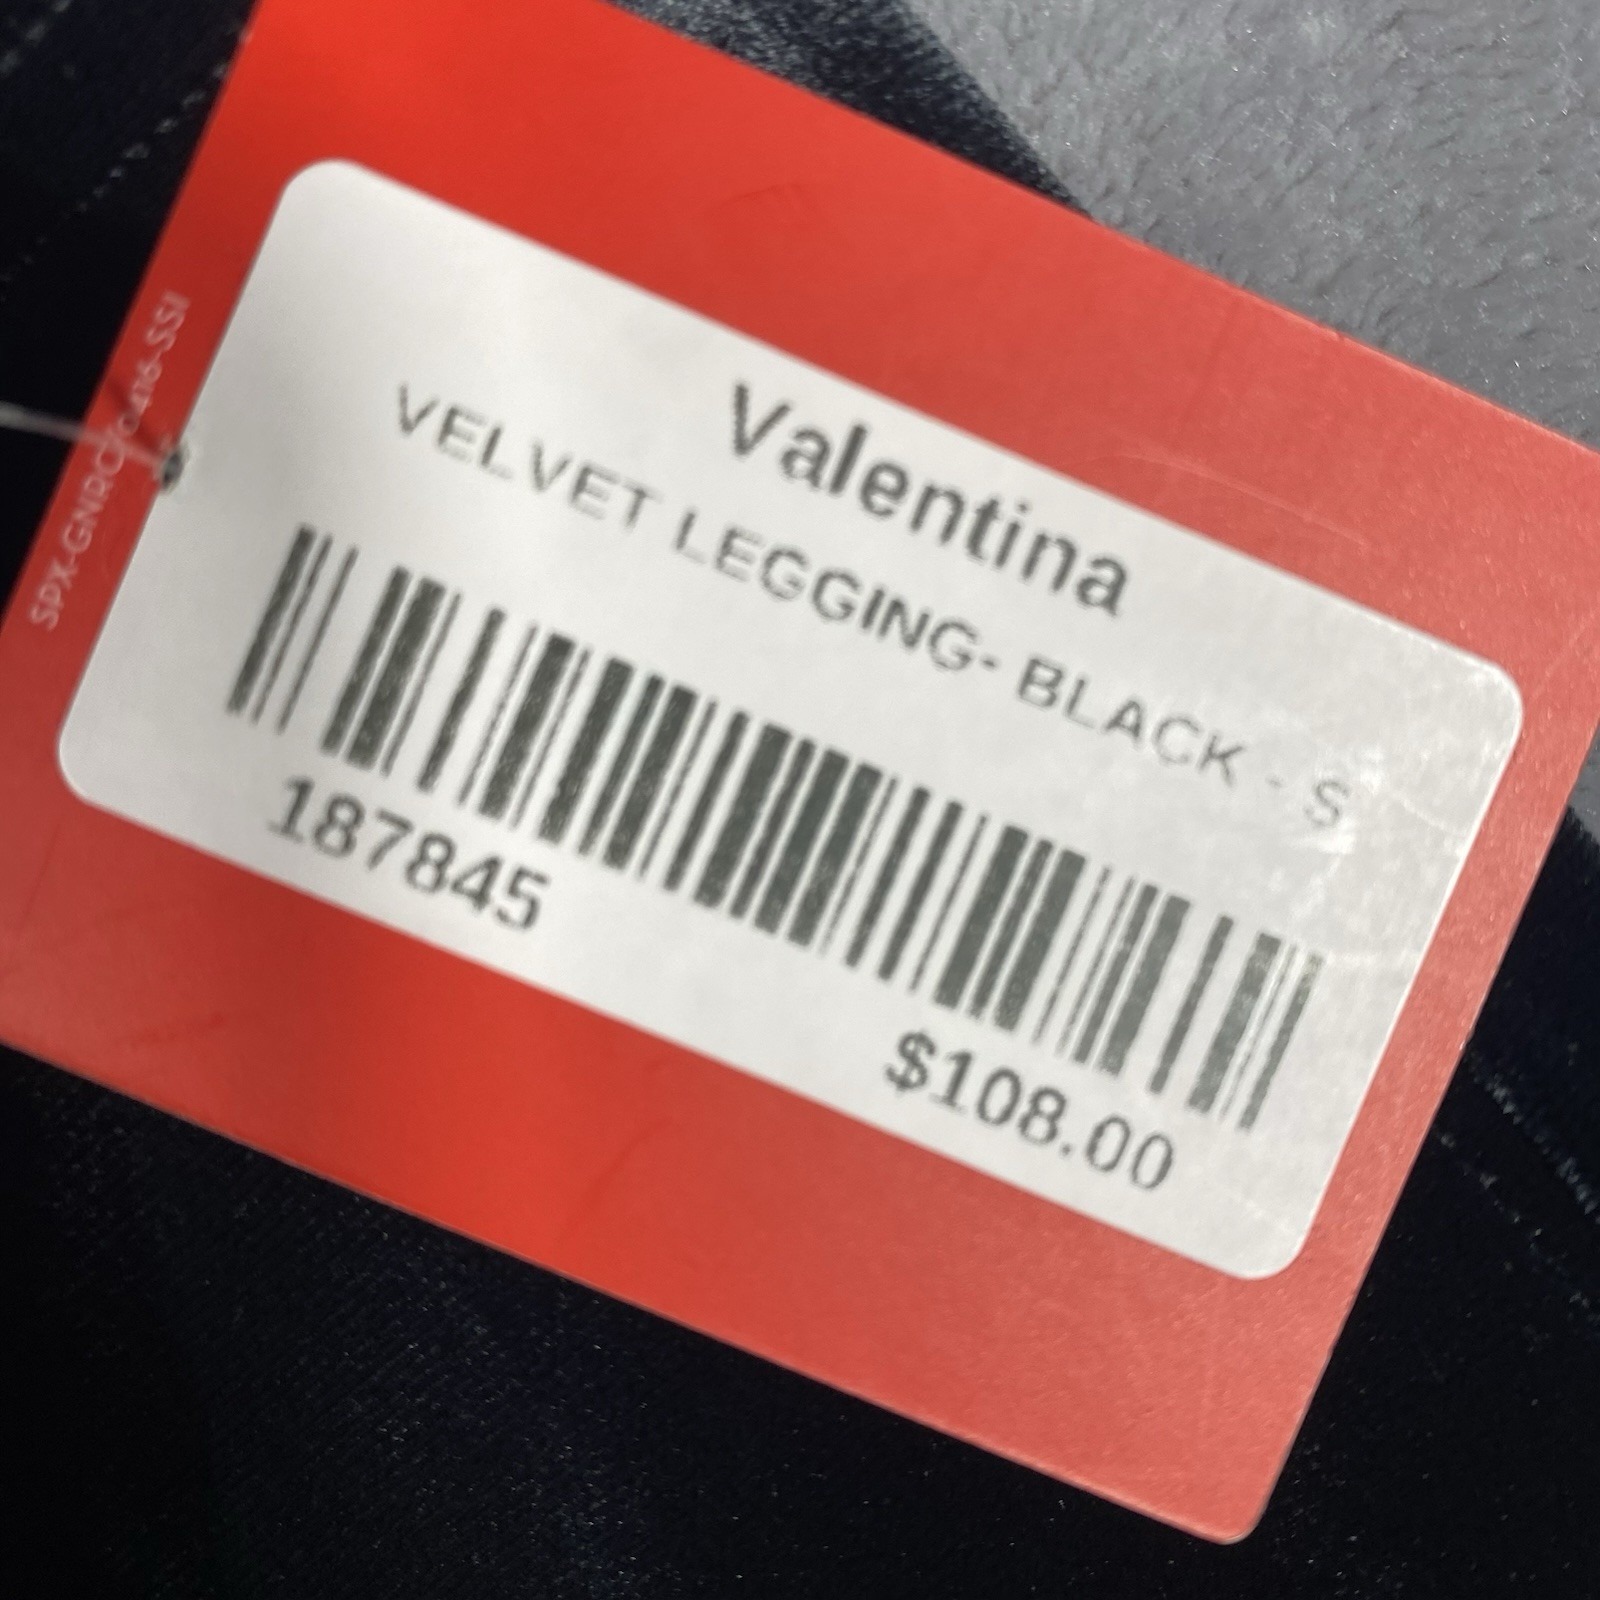 Valentina
VELVET LEGGING- BLACK - S
187845
$108.00